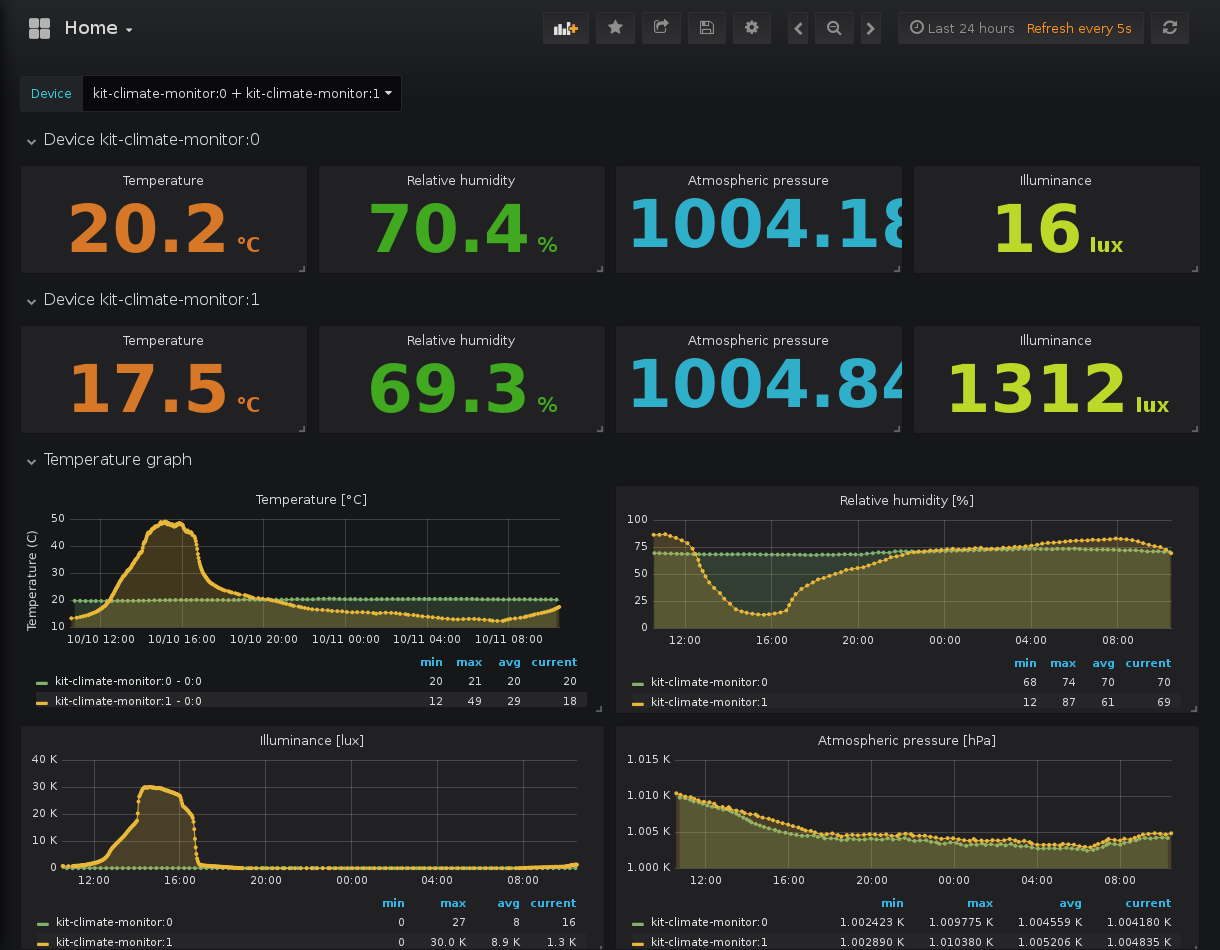 Home
Last 24 hours Refresh every 5s
Device kit-climate-monitor:0 + kit-climate-monitor:1
Device kit-climate-monitor:0
Temperature Relative humidity Atmospheric pressure Illuminance
20.2 °C 70.4 % 1004.18 16 lux
Device kit-climate-monitor:1
Temperature Relative humidity Atmospheric pressure Illuminance
17.5 °C 69.3 % 1004.84 1312 lux
Temperature graph
Temperature [°C]
Temperature (C)
50
40
30
20
10
10/10 12:00 10/10 16:00 10/10 20:00 10/11 00:00 10/11 04:00 10/11 08:00
min max avg current
kit-climate-monitor:0 - 0:0 20 21 20 20
kit-climate-monitor:1 - 0:0 12 49 29 18
Relative humidity [%]
100
75
50
25
0
12:00 16:00 20:00 00:00 04:00 08:00
min max avg current
kit-climate-monitor:0 68 74 70 70
kit-climate-monitor:1 12 87 61 69
Illuminance [lux]
40 K
30 K
20 K
10 K
0
12:00 16:00 20:00 00:00 04:00 08:00
min max avg current
kit-climate-monitor:0 0 27 8 16
kit-climate-monitor:1 0 30.0 K 8.9 K 1.3 K
Atmospheric pressure [hPa]
1.015 K
1.010 K
1.005 K
1.000 K
12:00 16:00 20:00 00:00 04:00 08:00
min max avg current
kit-climate-monitor:0 1.002423 K 1.009775 K 1.004559 K 1.004180 K
kit-climate-monitor:1 1.002890 K 1.010380 K 1.005206 K 1.004835 K